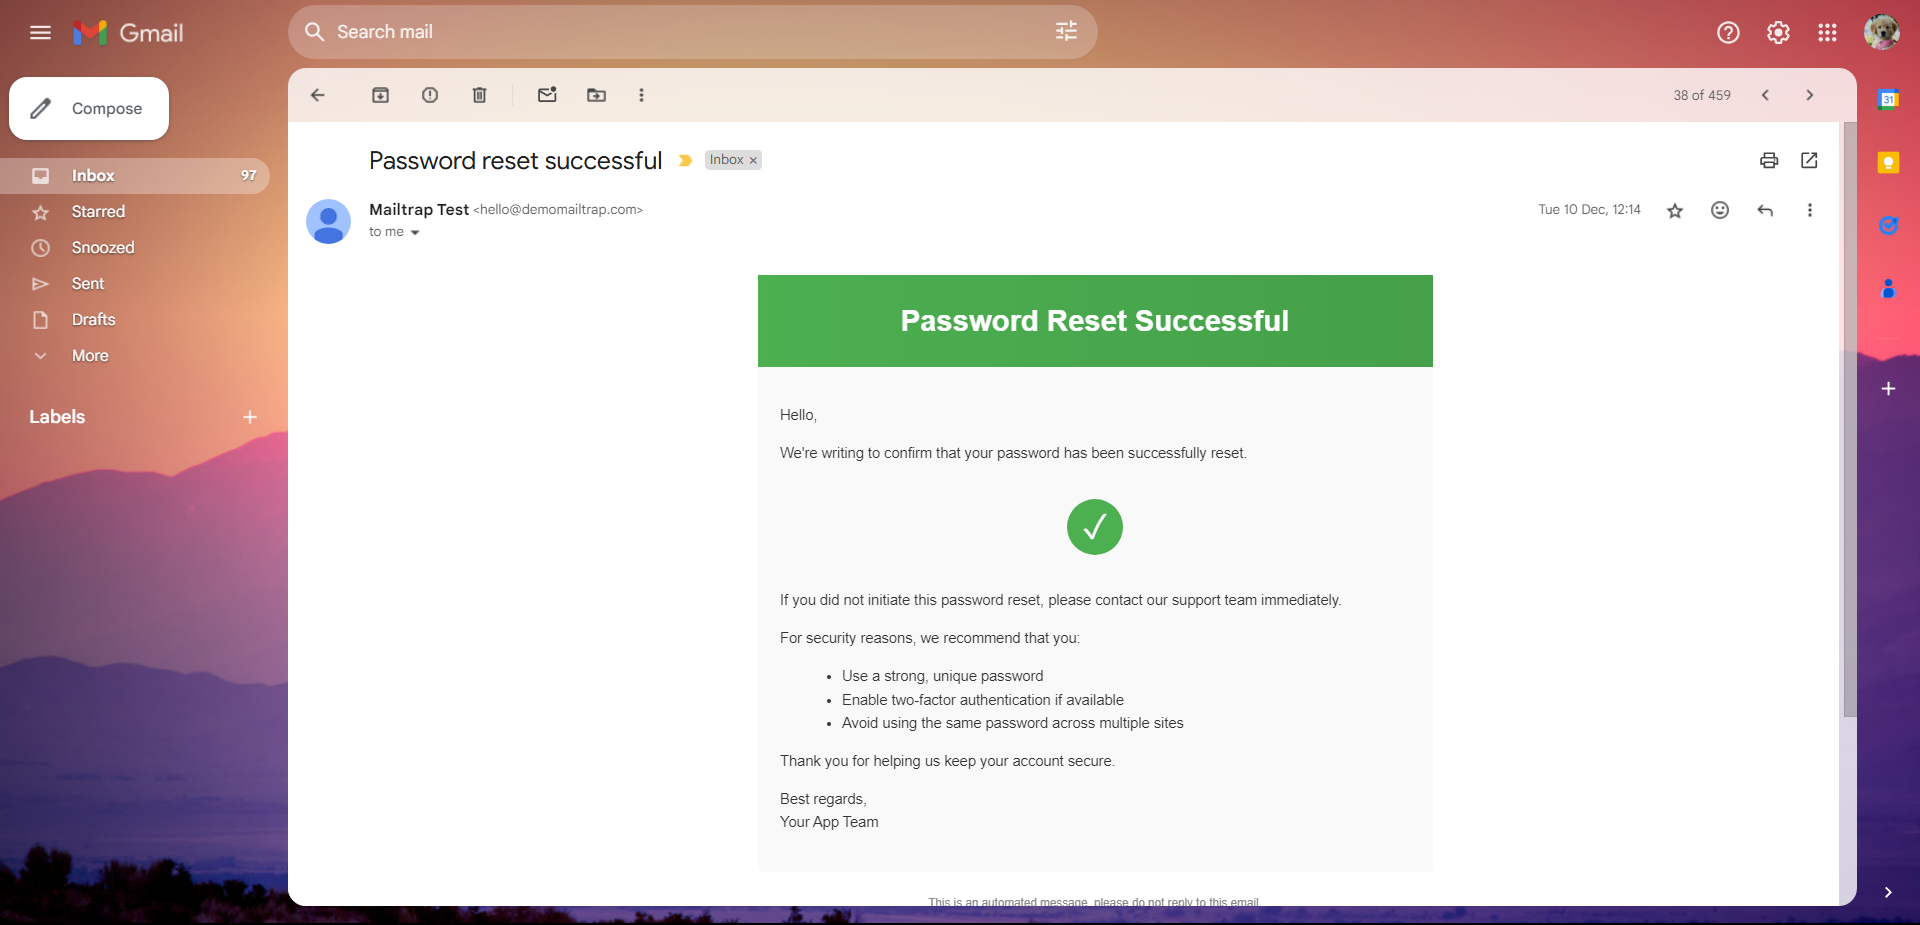 Gmail
Search mail
Compose
Inbox 97
Starred
Snoozed
Sent
Drafts
More
Labels
38 of 459
31
Password reset successful
Inbox ×
Mailtrap Test <hello@demomailtrap.com>
Tue 10 Dec, 12:14
to me
Password Reset Successful
Hello,
We're writing to confirm that your password has been successfully reset.
If you did not initiate this password reset, please contact our support team immediately.
For security reasons, we recommend that you:
• Use a strong, unique password
• Enable two-factor authentication if available
• Avoid using the same password across multiple sites
Thank you for helping us keep your account secure.
Best regards,
Your App Team
This is an automated message, please do not reply to this email